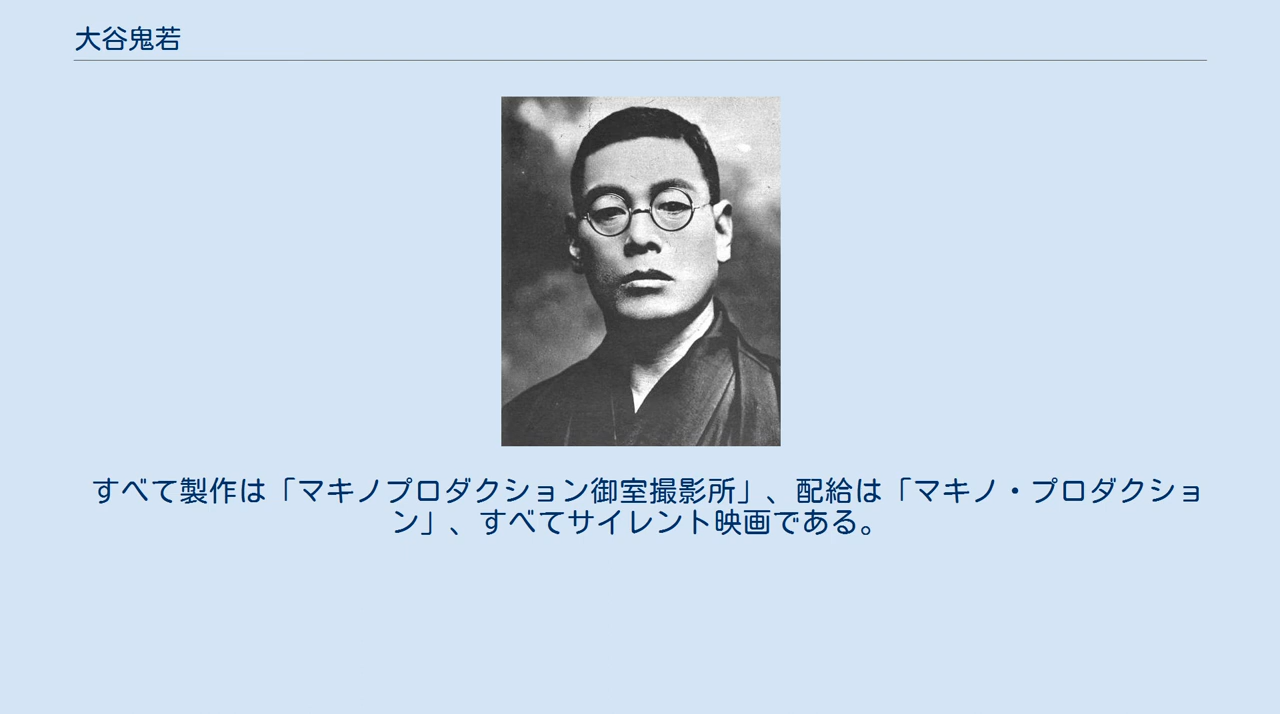 大谷鬼若
すべて製作は「マキノプロダクション御室撮影所」、配給は「マキノ・プロダクショ
ン」、すべてサイレント映画である。